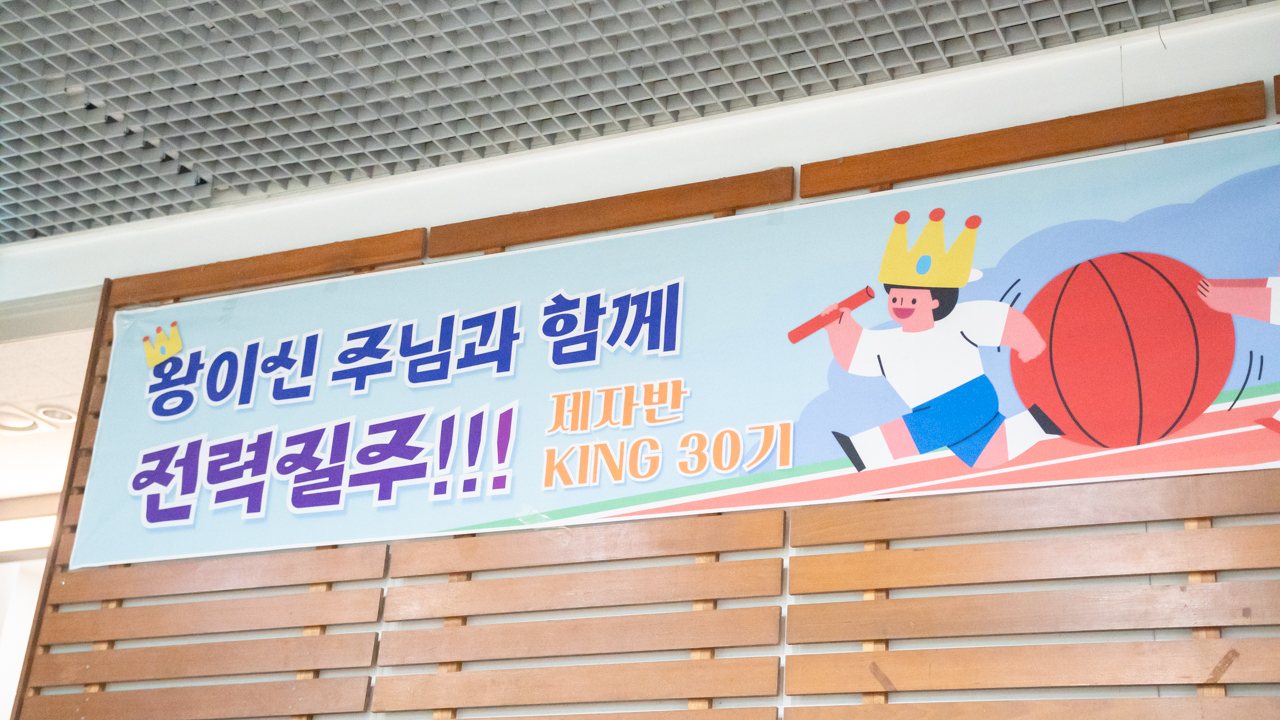 왕이신 주님과 함께
전력질주!!!
제자반
KING 30기